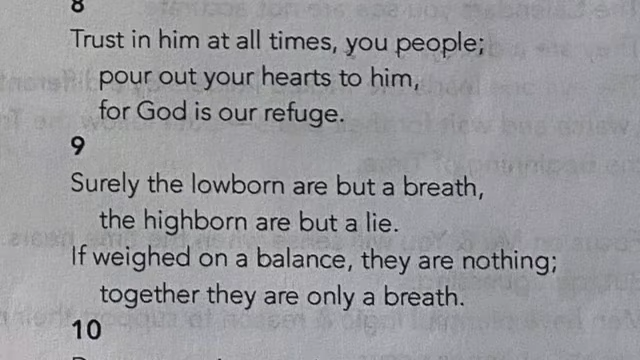 8
Trust in him at all times, you people;
pour out your hearts to him,
for God is our refuge.
9
Surely the lowborn are but a breath,
the highborn are but a lie.
If weighed on a balance, they are nothing;
together they are only a breath.
10